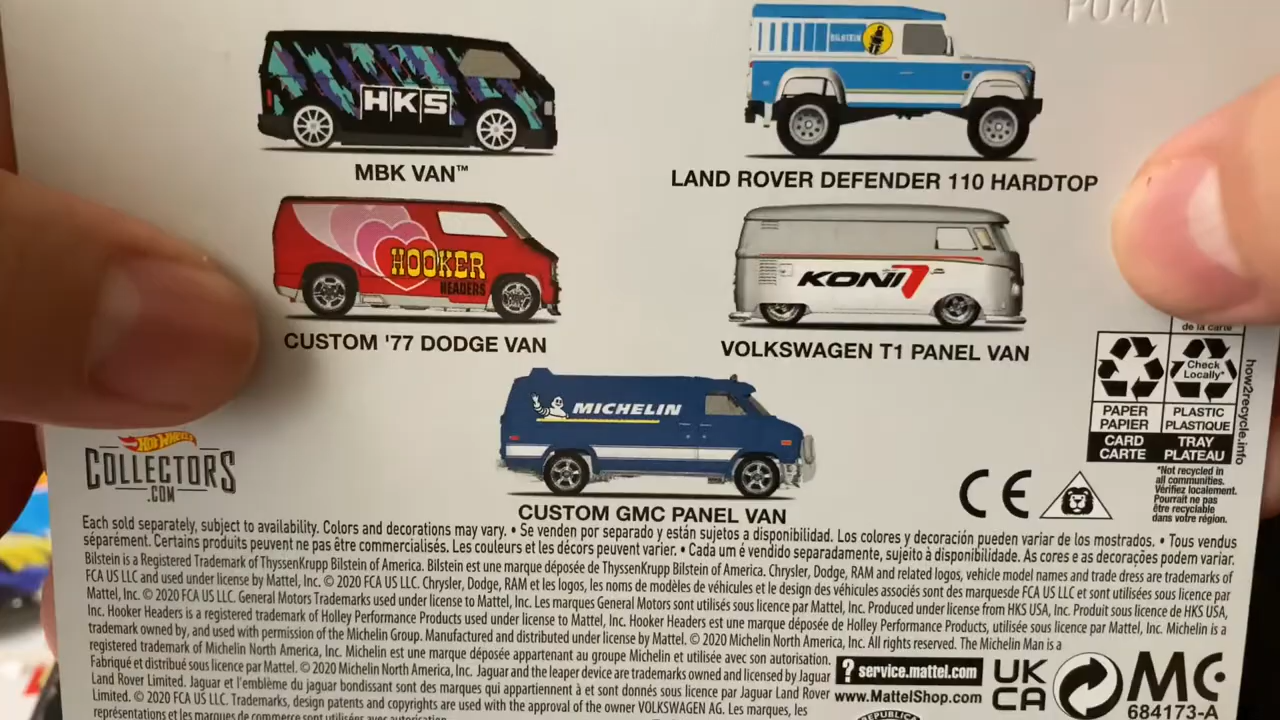 P04A
HKS
BILSTEIN
MBK VAN™
LAND ROVER DEFENDER 110 HARDTOP
HOOKER
HEADERS
KONI
CUSTOM '77 DODGE VAN
VOLKSWAGEN T1 PANEL VAN
de la carte
Check
Locally*
PAPER
PAPIER
PLASTIC
PLASTIQUE
CARD
CARTE
TRAY
PLATEAU
how2recycle.info
*Not recycled in
all communities.
Vérifiez localement.
Pourrait ne pas
être recyclable
dans votre région.
MICHELIN
HOT WHEELS
COLLECTORS
.COM
CE
CUSTOM GMC PANEL VAN
Each sold separately, subject to availability. Colors and decorations may vary. • Se venden por separado y están sujetos a disponibilidad. Los colores y decoración pueden variar de los mostrados. • Tous vendus
séparément. Certains produits peuvent ne pas être commercialisés. Les couleurs et les décors peuvent varier. • Cada um é vendido separadamente, sujeito à disponibilidade. As cores e as decorações podem variar.
Bilstein is a Registered Trademark of ThyssenKrupp Bilstein of America. Bilstein est une marque déposée de ThyssenKrupp Bilstein of America. Chrysler, Dodge, RAM and related logos, vehicle model names and trade dress are trademarks of
FCA US LLC and used under license by Mattel, Inc. © 2020 FCA US LLC. Chrysler, Dodge, RAM et les logos, les noms de modèles de véhicules et le design des véhicules associés sont des marquesde FCA US LLC et sont utilisées sous licence par
Mattel, Inc. © 2020 FCA US LLC. General Motors Trademarks used under license to Mattel, Inc. Les marques General Motors sont utilisés sous licence par Mattel, Inc. Produced under license from HKS USA, Inc. Produit sous licence de HKS USA,
Inc. Hooker Headers is a registered trademark of Holley Performance Products used under license to Mattel, Inc. Hooker Headers est une marque déposée de Holley Performance Products, utilisée sous licence par Mattel, Inc. Michelin is a
trademark owned by, and used with permission of the Michelin Group. Manufactured and distributed under license by Mattel. © 2020 Michelin North America, Inc. All rights reserved. The Michelin Man is a
registered trademark of Michelin North America, Inc. Michelin est une marque déposée appartenant au groupe Michelin et utilisée avec son autorisation.
Fabriqué et distribué sous licence par Mattel. © 2020 Michelin North America, Inc. Jaguar and the leaper device are trademarks owned and licensed by Jaguar
Land Rover Limited. Jaguar et l'emblème du jaguar bondissant sont des marques qui appartiennent à et sont donnés sous licence par Jaguar Land Rover
Limited. © 2020 FCA US LLC. Trademarks, design patents and copyrights are used with the approval of the owner VOLKSWAGEN AG. Les marques, les
représentations et les marques de commerce sont utilisées avec autorisation
? service.mattel.com
www.MattelShop.com
UK
CA
MC
684173-A
REPUBLICA